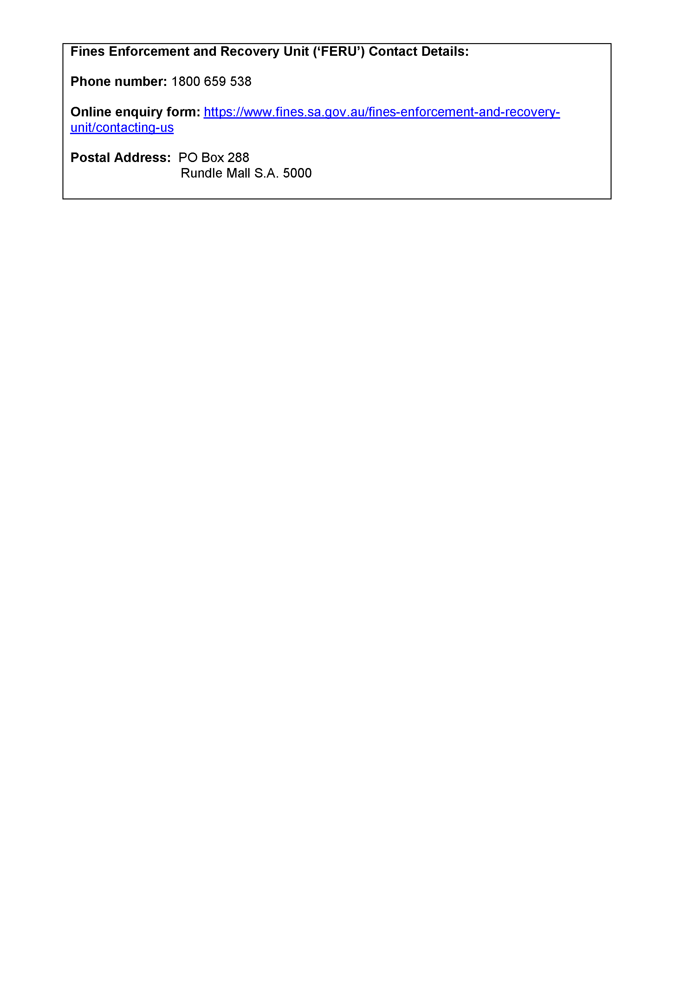 Fines Enforcement and Recovery Unit (‘FERU’) Contact Details:
Phone number: 1800 659 538
Online enquiry form: https://www.fines.sa.gov.au/fines-enforcement-and-recovery-
unit/contacting-us
Postal Address: PO Box 288
Rundle Mall S.A. 5000